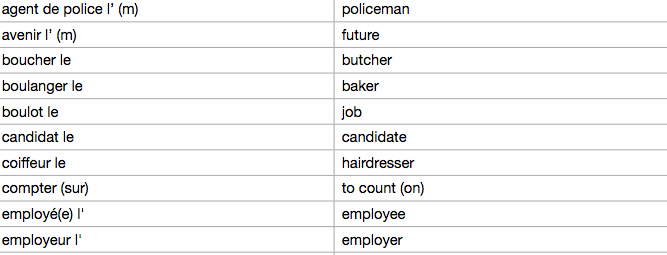 agent de police l’ (m) policeman
avenir l’ (m) future
boucher le butcher
boulanger le baker
boulot le job
candidat le candidate
coiffeur le hairdresser
compter (sur) to count (on)
employé(e) l' employee
employeur l' employer